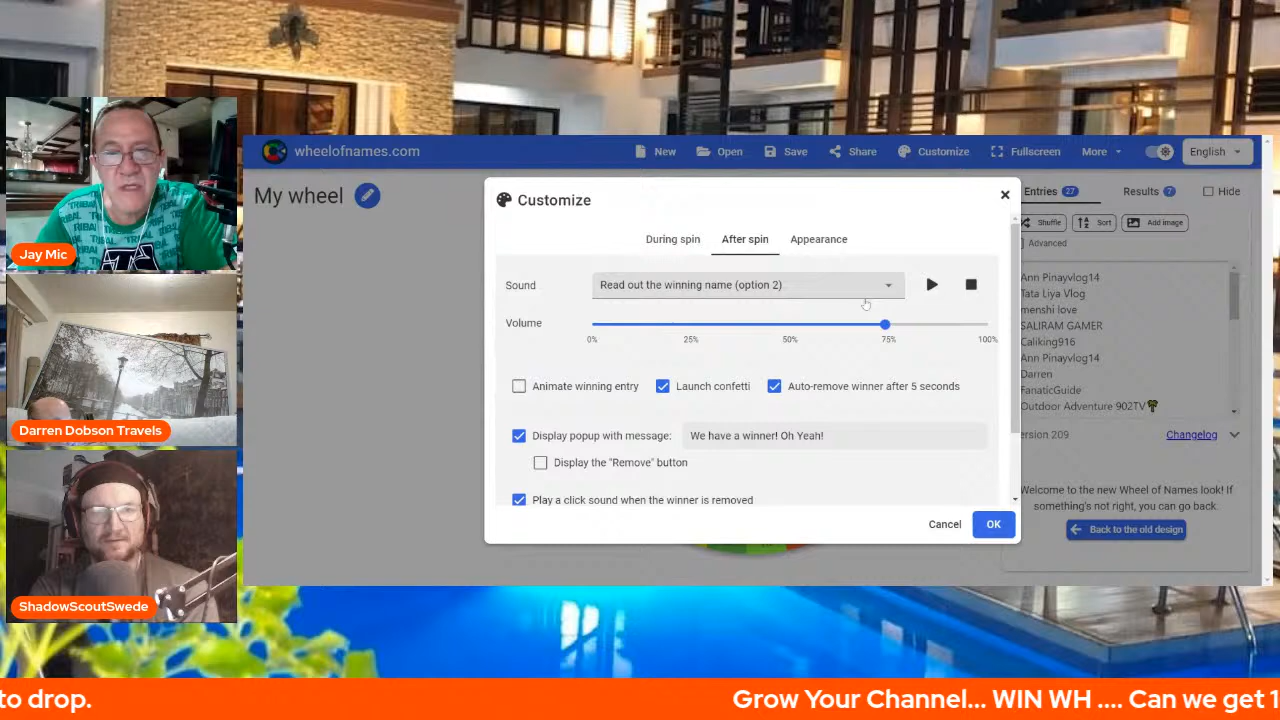 wheelofnames.com
New
Open
Save
Share
Customize
Fullscreen
More
English
My wheel
Customize
During spin
After spin
Appearance
Sound
Read out the winning name (option 2)
Volume
0%
25%
50%
75%
100%
Animate winning entry
Launch confetti
Auto-remove winner after 5 seconds
Display popup with message:
We have a winner! Oh Yeah!
Display the "Remove" button
Play a click sound when the winner is removed
Cancel
OK
Entries 27
Results
Hide
Shuffle
Sort
Add image
Advanced
Ann Pinayvlog14
Tata Liya Vlog
menshi love
SALIRAM GAMER
Caliking916
Ann Pinayvlog14
Darren
FanaticGuide
Outdoor Adventure 902TV🌴
ersion 209
Changelog
Welcome to the new Wheel of Names look! If
something's not right, you can go back.
Back to the old design
Jay Mic
Darren Dobson Travels
ShadowScoutSwede
to drop.
Grow Your Channel... WIN WH .... Can we get 1